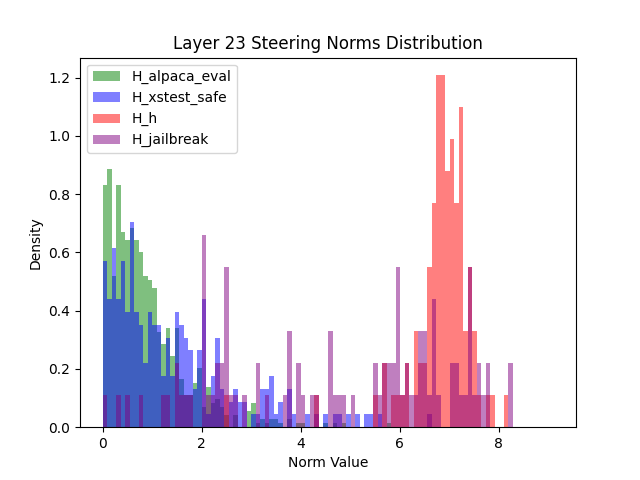 Layer 23 Steering Norms Distribution
H_alpaca_eval
H_xstest_safe
H_h
H_jailbreak
1.2
1.0
0.8
0.6
0.4
0.2
0.0
Density
0
2
4
6
8
Norm Value